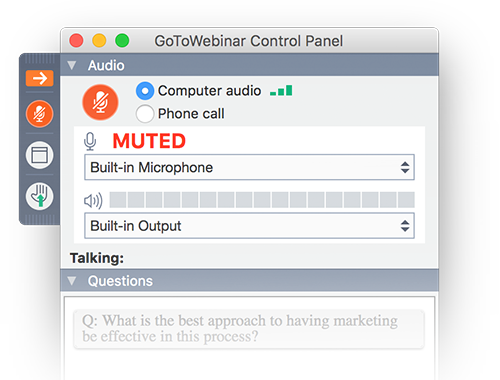 GoToWebinar Control Panel
Audio
Computer audio
Phone call
MUTED
Built-in Microphone
Built-in Output
Talking:
Questions
Q: What is the best approach to having marketing
be effective in this process?